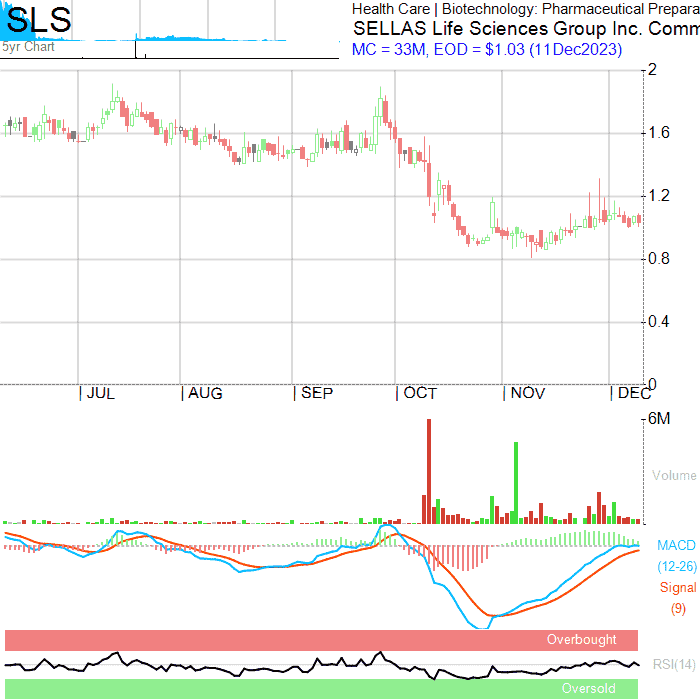 SLS
5yr Chart
Health Care | Biotechnology: Pharmaceutical Prepara
SELLAS Life Sciences Group Inc. Comm
MC = 33M, EOD = $1.03 (11Dec2023)
2
1.6
1.2
0.8
0.4
0
| JUL | AUG | SEP | OCT | NOV | DEC
6M
Volume
MACD
(12-26)
Signal
(9)
Overbought
RSI(14)
Oversold